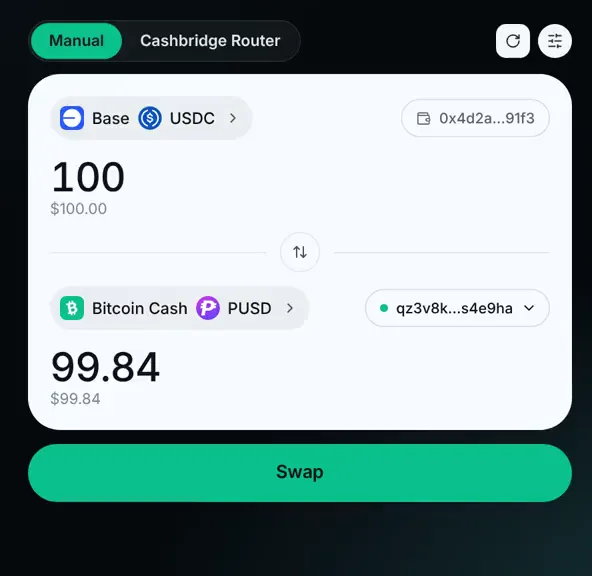 Manual Cashbridge Router
Base USDC 0x4d2a...91f3
100
$100.00
Bitcoin Cash PUSD qz3v8k...s4e9ha
99.84
$99.84
Swap